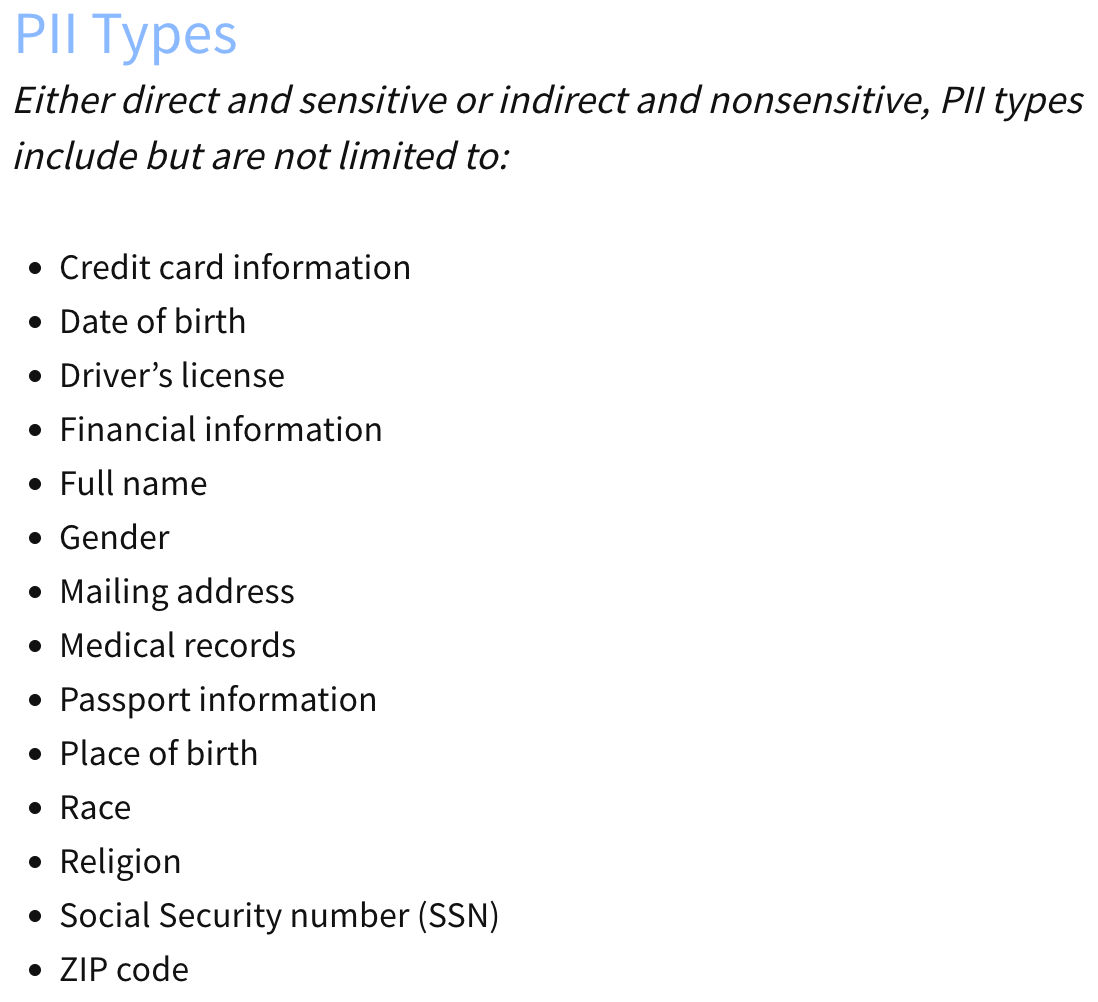 PII Types
Either direct and sensitive or indirect and nonsensitive, PII types
include but are not limited to:
• Credit card information
• Date of birth
• Driver’s license
• Financial information
• Full name
• Gender
• Mailing address
• Medical records
• Passport information
• Place of birth
• Race
• Religion
• Social Security number (SSN)
• ZIP code